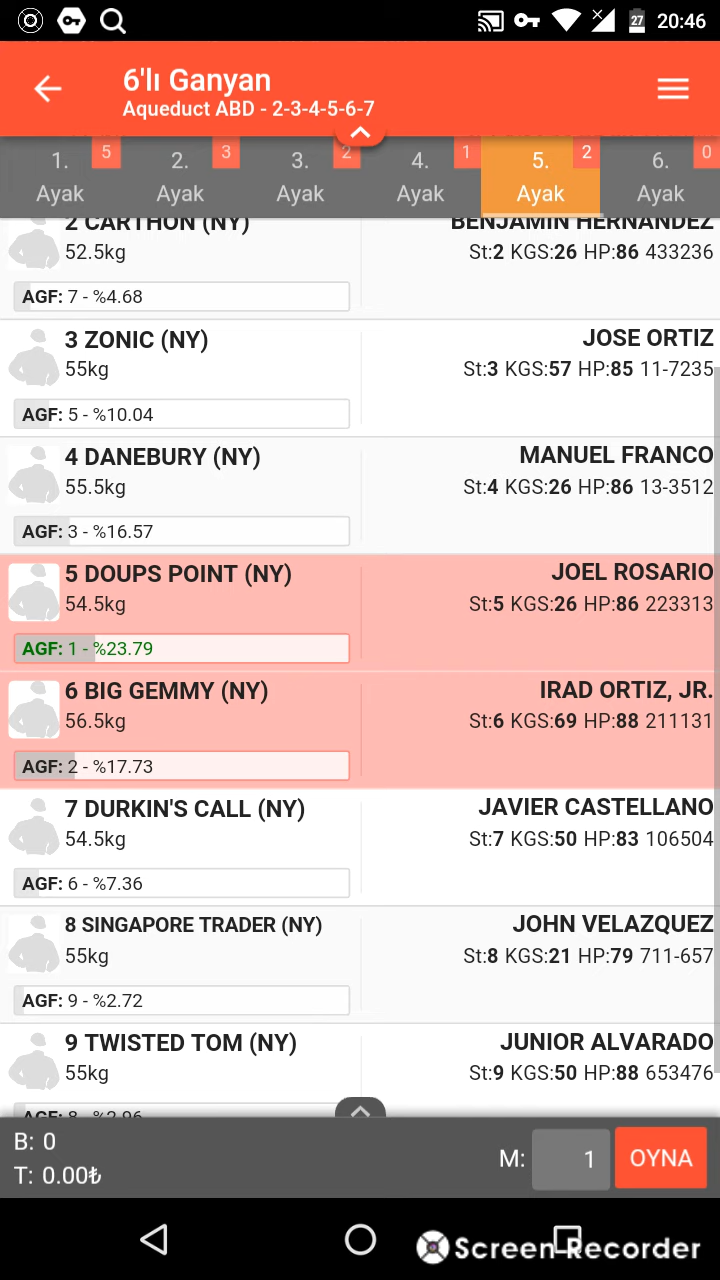 27 20:46
6'lı Ganyan
Aqueduct ABD - 2-3-4-5-6-7
1. Ayak 5
2. Ayak 3
3. Ayak 2
4. Ayak 1
5. Ayak 2
6. Ayak 0
2 CARTHON (NY) BENJAMIN HERNANDEZ
52.5kg St:2 KGS:26 HP:86 433236
AGF: 7 - %4.68
3 ZONIC (NY) JOSE ORTIZ
55kg St:3 KGS:57 HP:85 11-7235
AGF: 5 - %10.04
4 DANEBURY (NY) MANUEL FRANCO
55.5kg St:4 KGS:26 HP:86 13-3512
AGF: 3 - %16.57
5 DOUPS POINT (NY) JOEL ROSARIO
54.5kg St:5 KGS:26 HP:86 223313
AGF: 1 - %23.79
6 BIG GEMMY (NY) IRAD ORTIZ, JR.
56.5kg St:6 KGS:69 HP:88 211131
AGF: 2 - %17.73
7 DURKIN'S CALL (NY) JAVIER CASTELLANO
54.5kg St:7 KGS:50 HP:83 106504
AGF: 6 - %7.36
8 SINGAPORE TRADER (NY) JOHN VELAZQUEZ
55kg St:8 KGS:21 HP:79 711-657
AGF: 9 - %2.72
9 TWISTED TOM (NY) JUNIOR ALVARADO
55kg St:9 KGS:50 HP:88 653476
AGF: 8 - %2.96
B: 0
T: 0.00₺
M: 1 OYNA
Screen Recorder